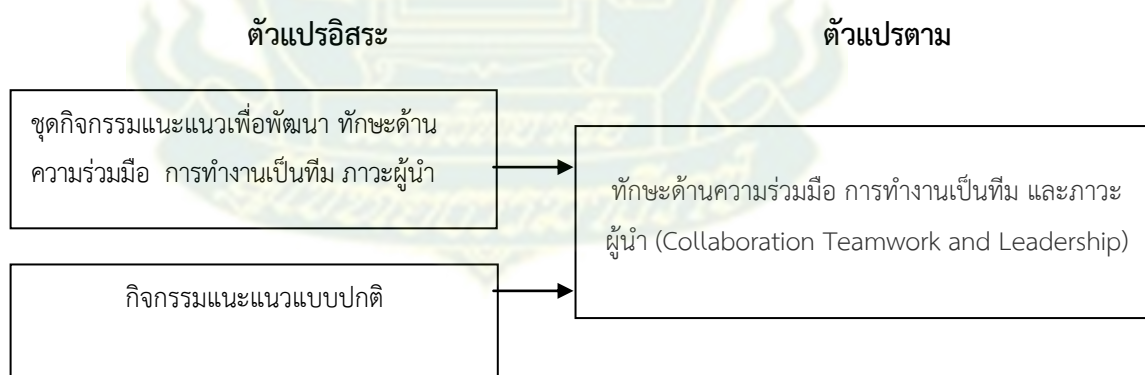 ตัวแปรอิสระ
ตัวแปรตาม
ชุดกิจกรรมแนะแนวเพื่อพัฒนา ทักษะด้าน
ความร่วมมือ การทำงานเป็นทีม ภาวะผู้นำ
ทักษะด้านความร่วมมือ การทำงานเป็นทีม และภาวะ
ผู้นำ (Collaboration Teamwork and Leadership)
กิจกรรมแนะแนวแบบปกติ